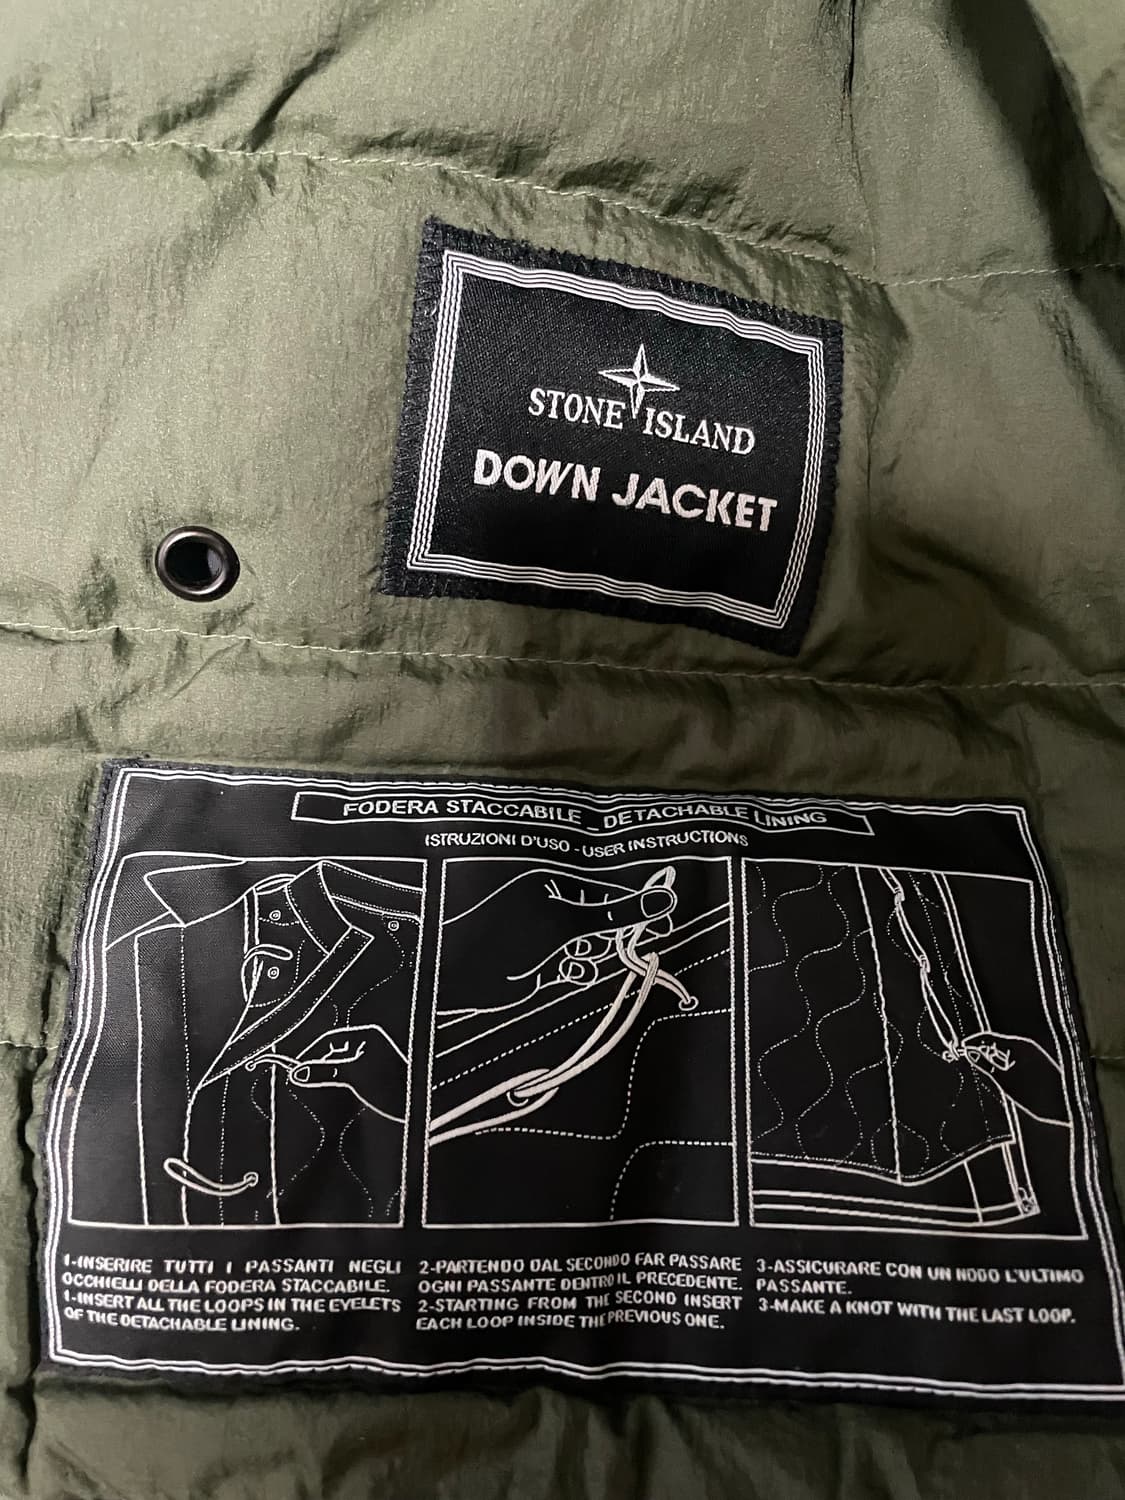 STONE ISLAND
DOWN JACKET
FODERA STACCABILE _ DETACHABLE LINING
ISTRUZIONI D'USO - USER INSTRUCTIONS
1-INSERIRE TUTTI I PASSANTI NEGLI
OCCHIELLI DELLA FODERA STACCABILE.
1-INSERT ALL THE LOOPS IN THE EYELETS
OF THE DETACHABLE LINING.
2-PARTENDO DAL SECONDO FAR PASSARE
OGNI PASSANTE DENTRO IL PRECEDENTE.
2-STARTING FROM THE SECOND INSERT
EACH LOOP INSIDE THE PREVIOUS ONE.
3-ASSICURARE CON UN NODO L'ULTIMO
PASSANTE.
3-MAKE A KNOT WITH THE LAST LOOP.